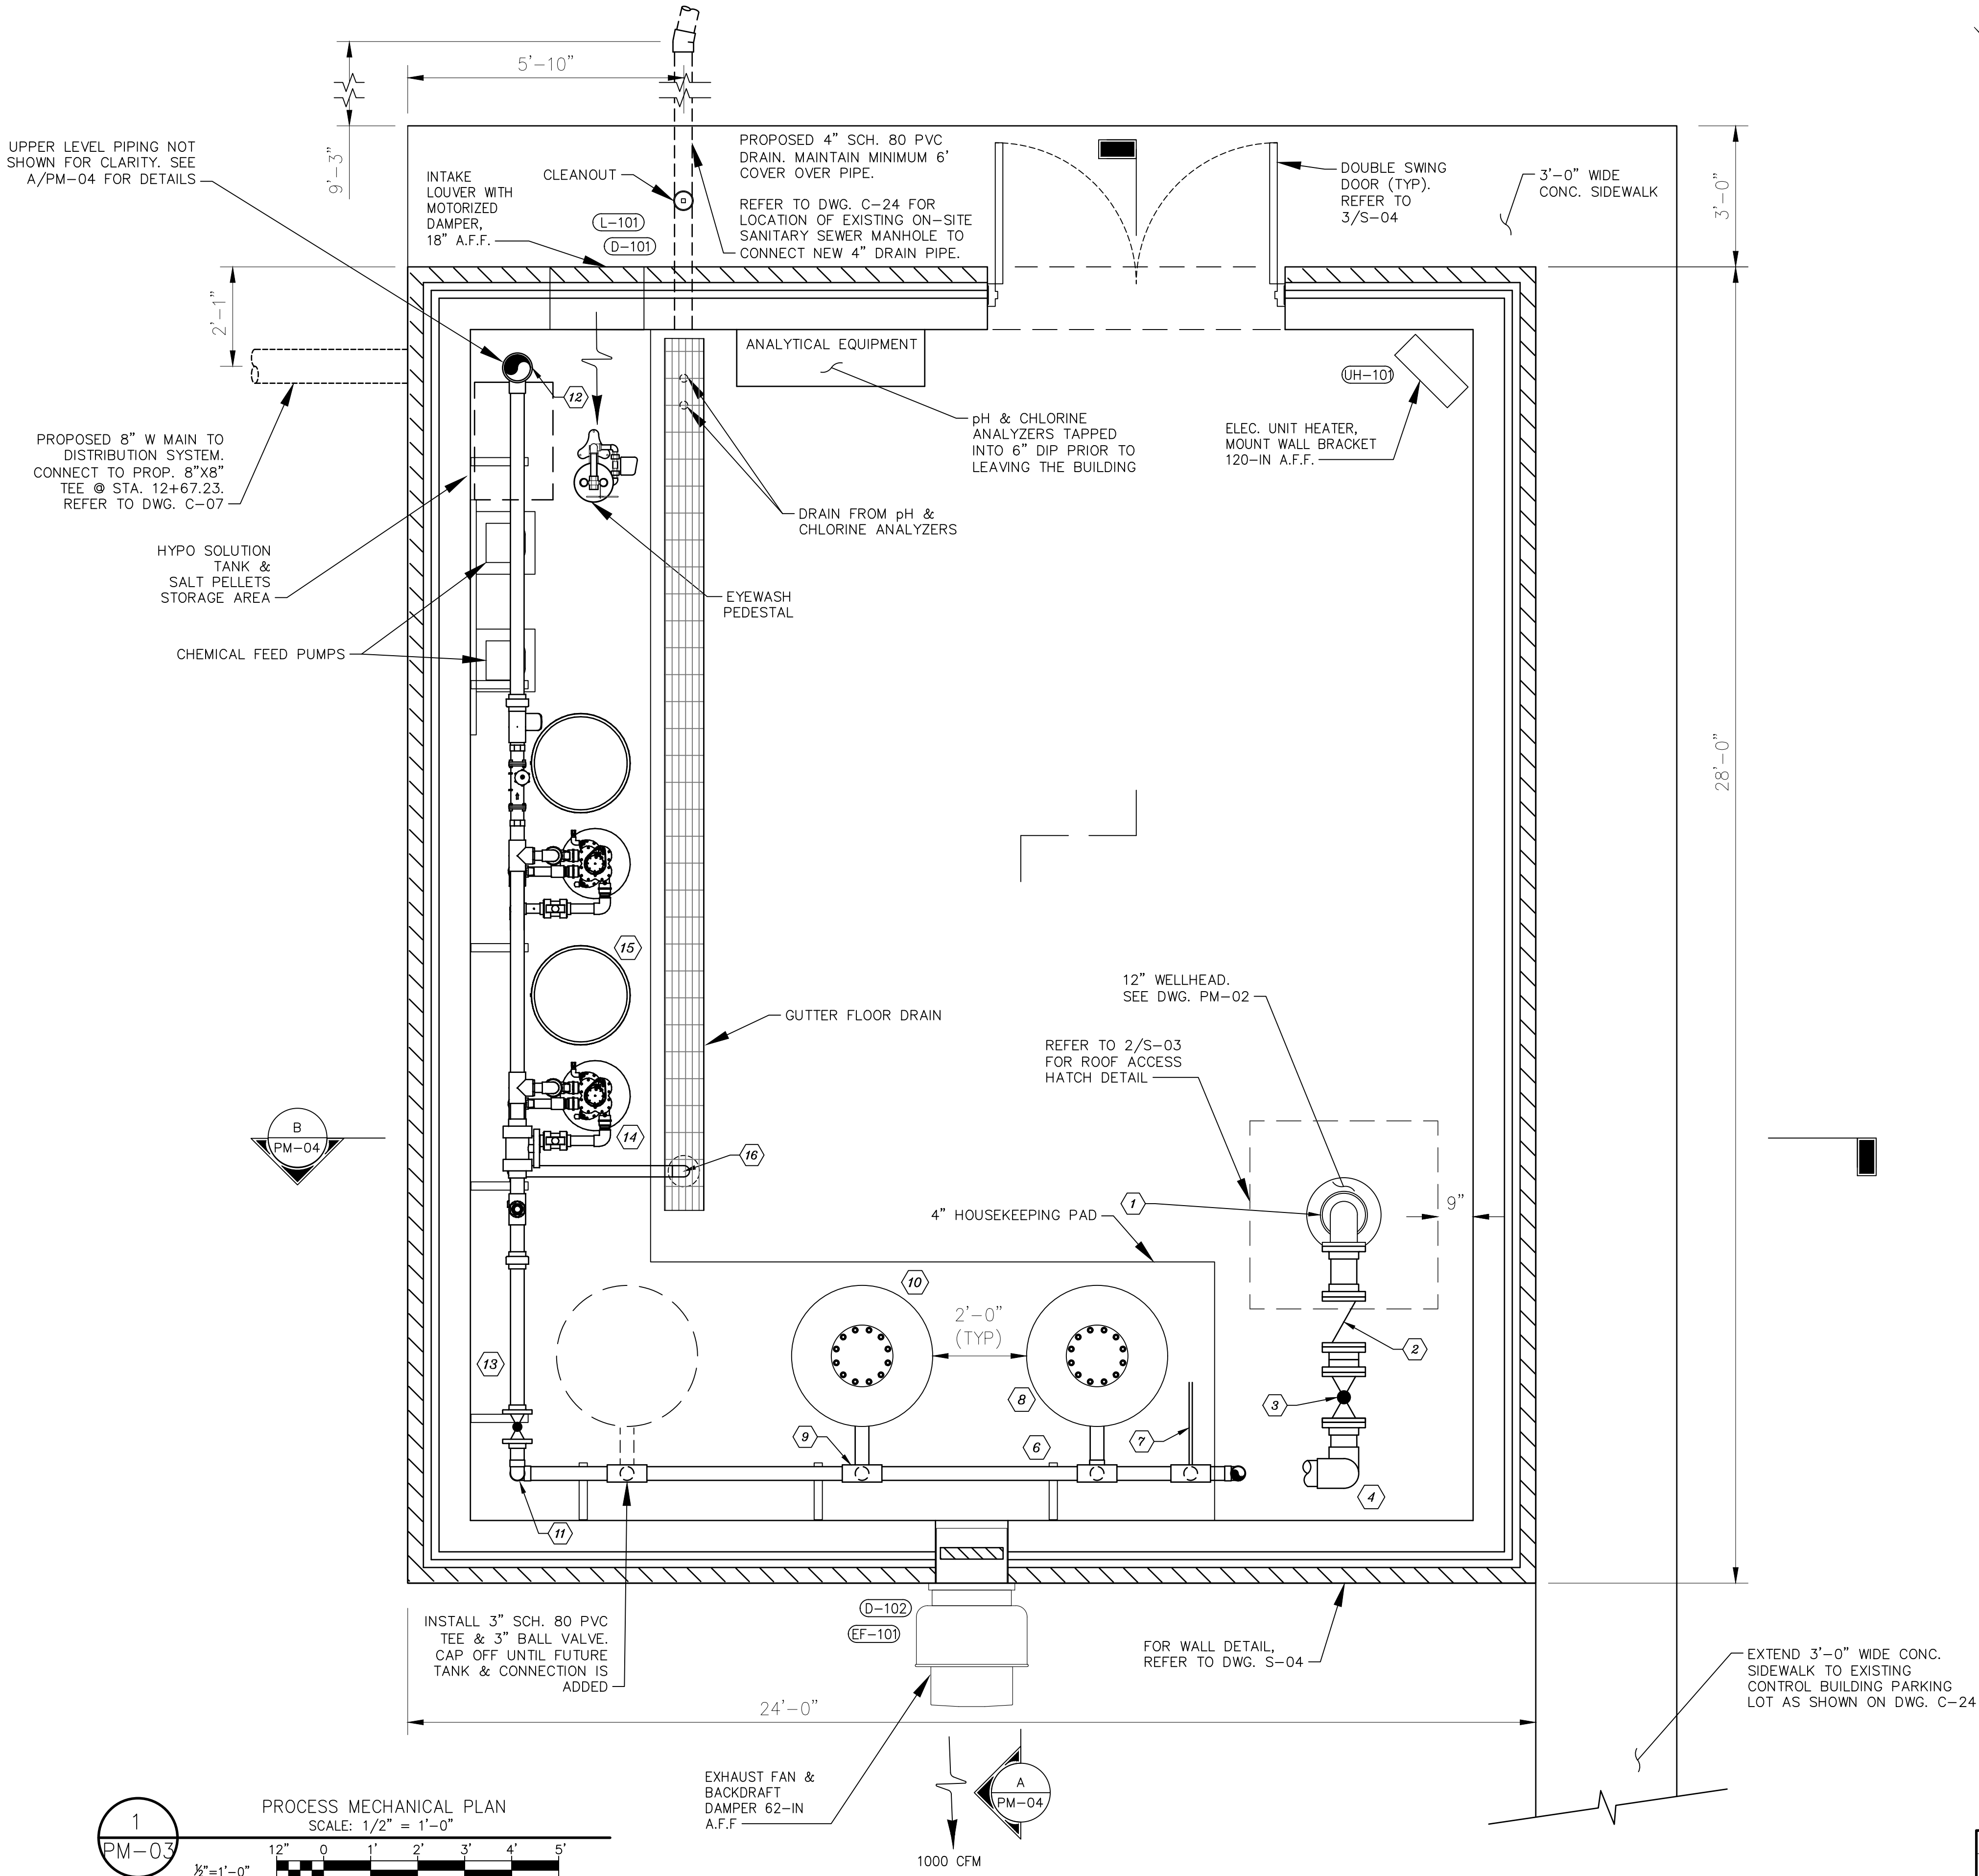 5'-10"
9'-3"
UPPER LEVEL PIPING NOT
SHOWN FOR CLARITY. SEE
A/PM-04 FOR DETAILS
INTAKE
LOUVER WITH
MOTORIZED
DAMPER,
18" A.F.F.
CLEANOUT
L-101
D-101
PROPOSED 4" SCH. 80 PVC
DRAIN. MAINTAIN MINIMUM 6'
COVER OVER PIPE.
REFER TO DWG. C-24 FOR
LOCATION OF EXISTING ON-SITE
SANITARY SEWER MANHOLE TO
CONNECT NEW 4" DRAIN PIPE.
DOUBLE SWING
DOOR (TYP).
REFER TO
3/S-04
3'-0" WIDE
CONC. SIDEWALK
3'-0"
2'-1"
ANALYTICAL EQUIPMENT
UH-101
12
PROPOSED 8" W MAIN TO
DISTRIBUTION SYSTEM.
CONNECT TO PROP. 8"X8"
TEE @ STA. 12+67.23.
REFER TO DWG. C-07
pH & CHLORINE
ANALYZERS TAPPED
INTO 6" DIP PRIOR TO
LEAVING THE BUILDING
ELEC. UNIT HEATER,
MOUNT WALL BRACKET
120-IN A.F.F.
DRAIN FROM pH &
CHLORINE ANALYZERS
HYPO SOLUTION
TANK &
SALT PELLETS
STORAGE AREA
EYEWASH
PEDESTAL
CHEMICAL FEED PUMPS
28'-0"
15
12" WELLHEAD.
SEE DWG. PM-02
GUTTER FLOOR DRAIN
REFER TO 2/S-03
FOR ROOF ACCESS
HATCH DETAIL
B
PM-04
14
16
1
9"
4" HOUSEKEEPING PAD
10
2'-0"
(TYP)
13
2
8
3
9
6
7
4
11
INSTALL 3" SCH. 80 PVC
TEE & 3" BALL VALVE.
CAP OFF UNTIL FUTURE
TANK & CONNECTION IS
ADDED
D-102
EF-101
FOR WALL DETAIL,
REFER TO DWG. S-04
EXTEND 3'-0" WIDE CONC.
SIDEWALK TO EXISTING
CONTROL BUILDING PARKING
LOT AS SHOWN ON DWG. C-24
24'-0"
EXHAUST FAN &
BACKDRAFT
DAMPER 62-IN
A.F.F
A
PM-04
1000 CFM
1
PM-03
PROCESS MECHANICAL PLAN
SCALE: 1/2" = 1'-0"
12" 0 1' 2' 3' 4' 5'
½"=1'-0"